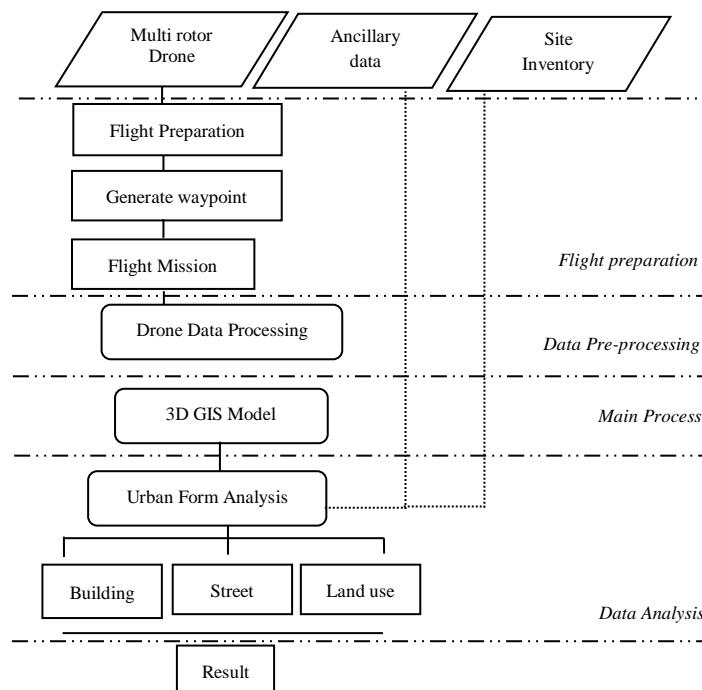 Multi rotor
Drone
Ancillary
data
Site
Inventory
Flight Preparation
Generate waypoint
Flight Mission
Flight preparation
Drone Data Processing
Data Pre-processing
3D GIS Model
Main Process
Urban Form Analysis
Building
Street
Land use
Data Analysis
Result